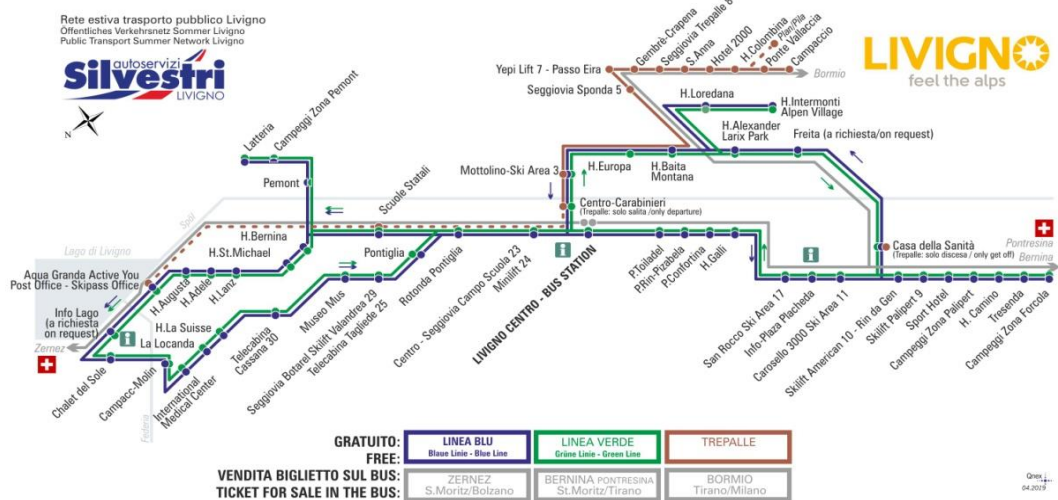 Rete estiva trasporto pubblico Livigno
Öffentliches Verkehrsnetz Sommer Livigno
Public Transport Summer Network Livigno
autoservizi
Silvestri
LIVIGNO
N
LIVIGNO
feel the alps
Yepi Lift 7 - Passo Eira
Gembrè-Crapena
Seggiovia Trepalle 8
S.Anna
Hotel 2000
H.Colombina
Plan/Pila
Ponte Vallaccia
Campaccio
Bormio
Seggiovia Sponda 5
H.Loredana
H.Intermonti
Alpen Village
H.Alexander
Larix Park
Freita (a richiesta/on request)
Latteria
Campeggi Zona Pemont
Pemont
Scuole Statali
Mottolino-Ski Area 3
H.Europa
H.Baita
Montana
Centro-Carabinieri
(Trepalle: solo salita /only departure)
Spöl
Lago di Livigno
H.Bernina
H.St.Michael
Pontiglia
Casa della Sanità
(Trepalle: solo discesa / only get off)
Pontresina
Bernina
Aqua Granda Active You
Post Office - Skipass Office
Info Lago
(a richiesta
on request)
Zernez
H.Augusta
H.Adele
H.Lanz
H.La Suisse
La Locanda
Chalet del Sole
Campacc-Molin
Federia
International
Medical Center
Telecabina
Cassana 30
Museo Mus
Seggiovia Botarel Skilift Valandrea 29
Telecabina Tagliede 25
Rotonda Pontiglia
Centro - Seggiovia Campo Scuola 23
Minilift 24
LIVIGNO CENTRO - BUS STATION
P.Toiladel
P.Rin-Pizabela
P.Confortina
H.Galli
San Rocco Ski Area 17
Info-Plaza Placheda
Carosello 3000 Ski Area 11
Skilift American 10 - Rin da Gen
Skilift Palipert 9
Sport Hotel
Campeggi Zona Palipert
H. Camino
Tresenda
Campeggi Zona Forcola
GRATUITO:
FREE:
LINEA BLU
Blaue Linie - Blue Line
LINEA VERDE
Grüne Linie - Green Line
TREPALLE
VENDITA BIGLIETTO SUL BUS:
TICKET FOR SALE IN THE BUS:
ZERNEZ
S.Moritz/Bolzano
BERNINA PONTRESINA
St.Moritz/Tirano
BORMIO
Tirano/Milano
Qnex
04.2019